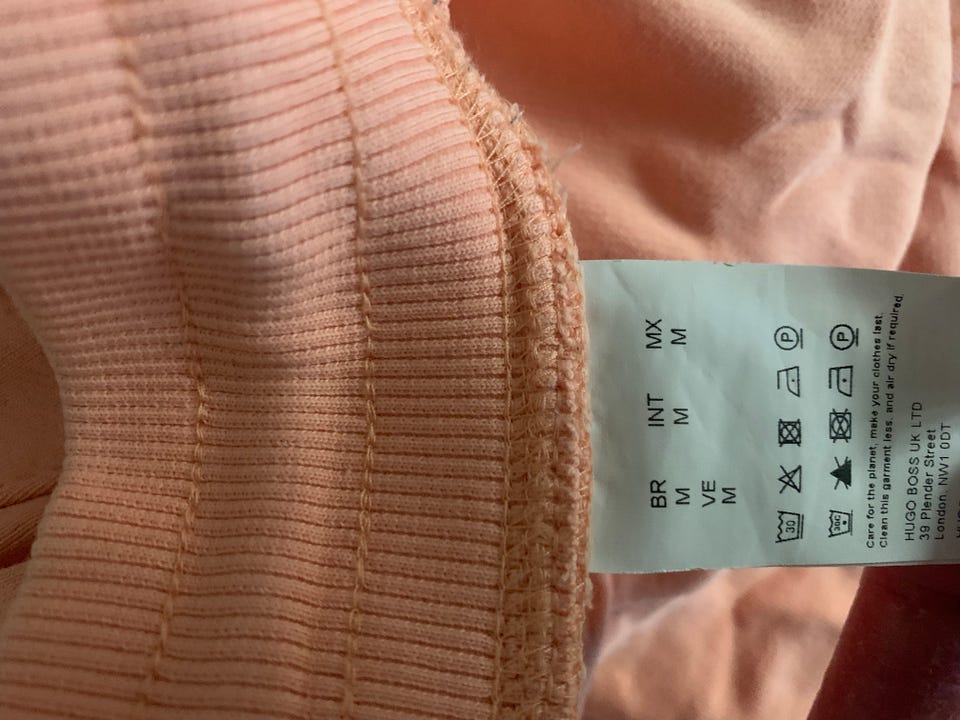 BR INT MX
M M M
VE
M
30 P
30C P
Care for the planet, make your clothes last.
Clean this garment less, and air dry if required.
HUGO BOSS UK LTD
39 Plender Street
London, NW1 0DT